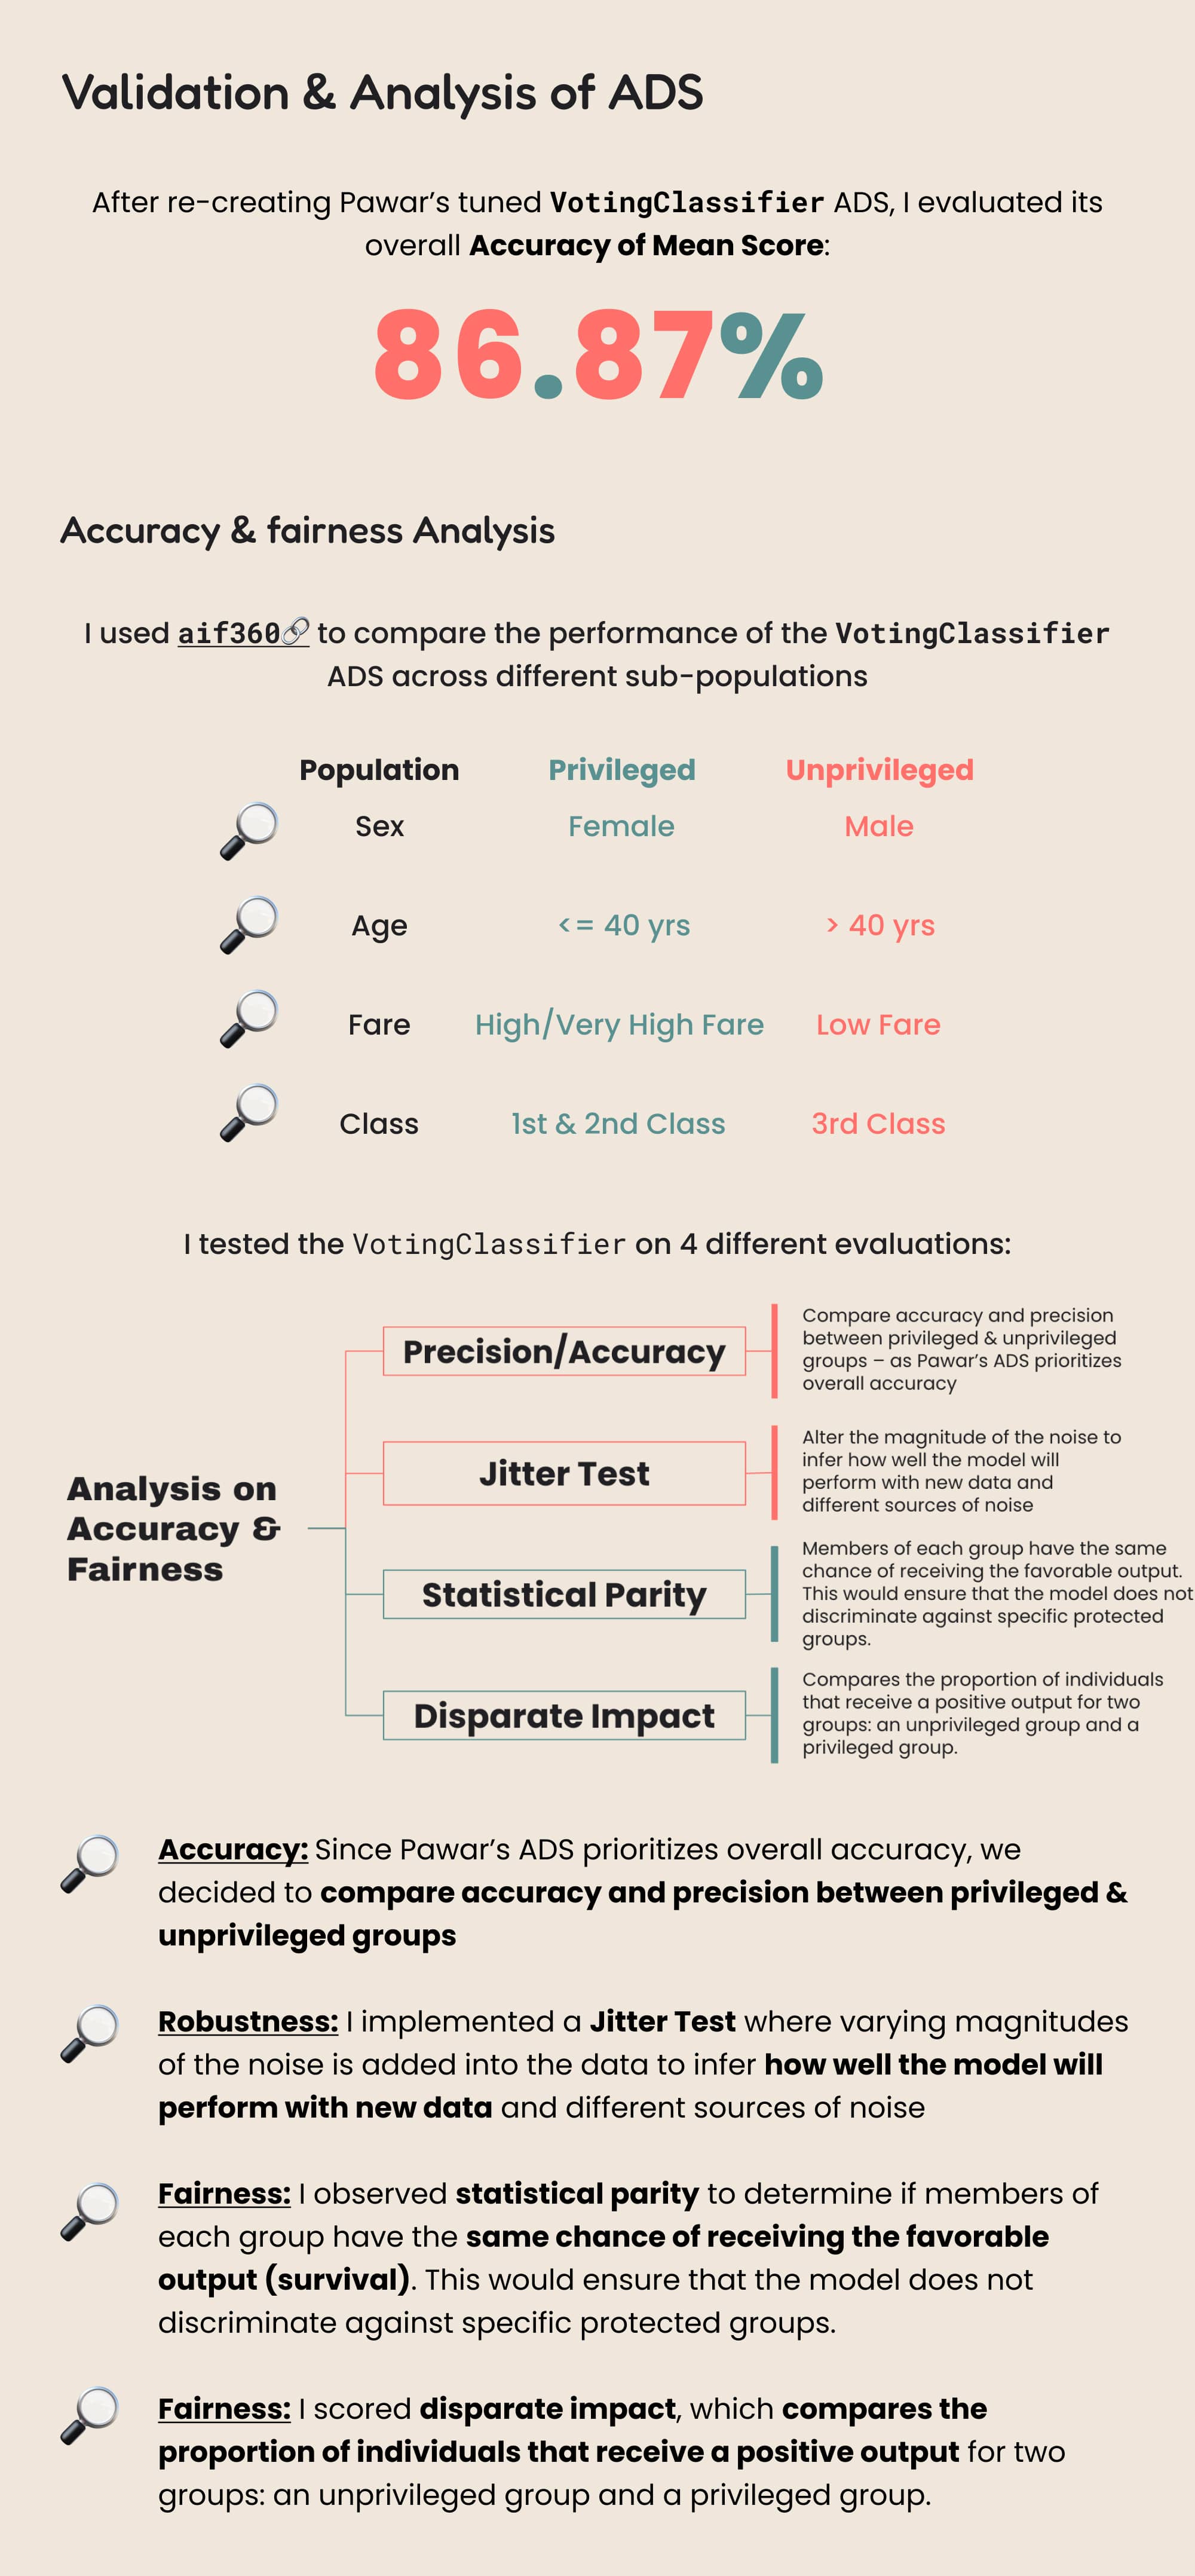 Validation & Analysis of ADS
After re-creating Pawar’s tuned VotingClassifier ADS, I evaluated its
overall Accuracy of Mean Score:
86.87%
Accuracy & fairness Analysis
I used aif360🔗 to compare the performance of the VotingClassifier
ADS across different sub-populations
Population Privileged Unprivileged
Sex Female Male
Age <= 40 yrs > 40 yrs
Fare High/Very High Fare Low Fare
Class 1st & 2nd Class 3rd Class
I tested the VotingClassifier on 4 different evaluations:
Analysis on
Accuracy &
Fairness
Precision/Accuracy
Compare accuracy and precision
between privileged & unprivileged
groups – as Pawar’s ADS prioritizes
overall accuracy
Jitter Test
Alter the magnitude of the noise to
infer how well the model will
perform with new data and
different sources of noise
Statistical Parity
Members of each group have the same
chance of receiving the favorable output.
This would ensure that the model does not
discriminate against specific protected
groups.
Disparate Impact
Compares the proportion of individuals
that receive a positive output for two
groups: an unprivileged group and a
privileged group.
Accuracy: Since Pawar’s ADS prioritizes overall accuracy, we
decided to compare accuracy and precision between privileged &
unprivileged groups
Robustness: I implemented a Jitter Test where varying magnitudes
of the noise is added into the data to infer how well the model will
perform with new data and different sources of noise
Fairness: I observed statistical parity to determine if members of
each group have the same chance of receiving the favorable
output (survival). This would ensure that the model does not
discriminate against specific protected groups.
Fairness: I scored disparate impact, which compares the
proportion of individuals that receive a positive output for two
groups: an unprivileged group and a privileged group.